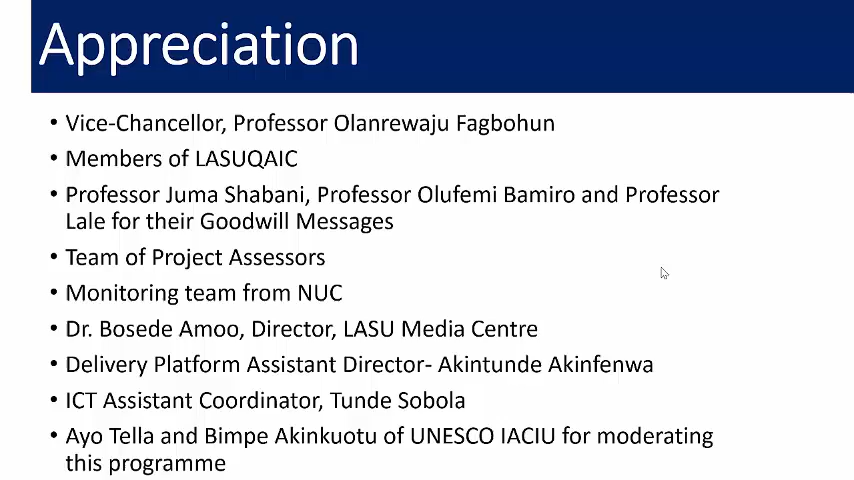 Appreciation
• Vice-Chancellor, Professor Olanrewaju Fagbohun
• Members of LASUQAIC
• Professor Juma Shabani, Professor Olufemi Bamiro and Professor
Lale for their Goodwill Messages
• Team of Project Assessors
• Monitoring team from NUC
• Dr. Bosede Amoo, Director, LASU Media Centre
• Delivery Platform Assistant Director- Akintunde Akinfenwa
• ICT Assistant Coordinator, Tunde Sobola
• Ayo Tella and Bimpe Akinkuotu of UNESCO IACIU for moderating
this programme